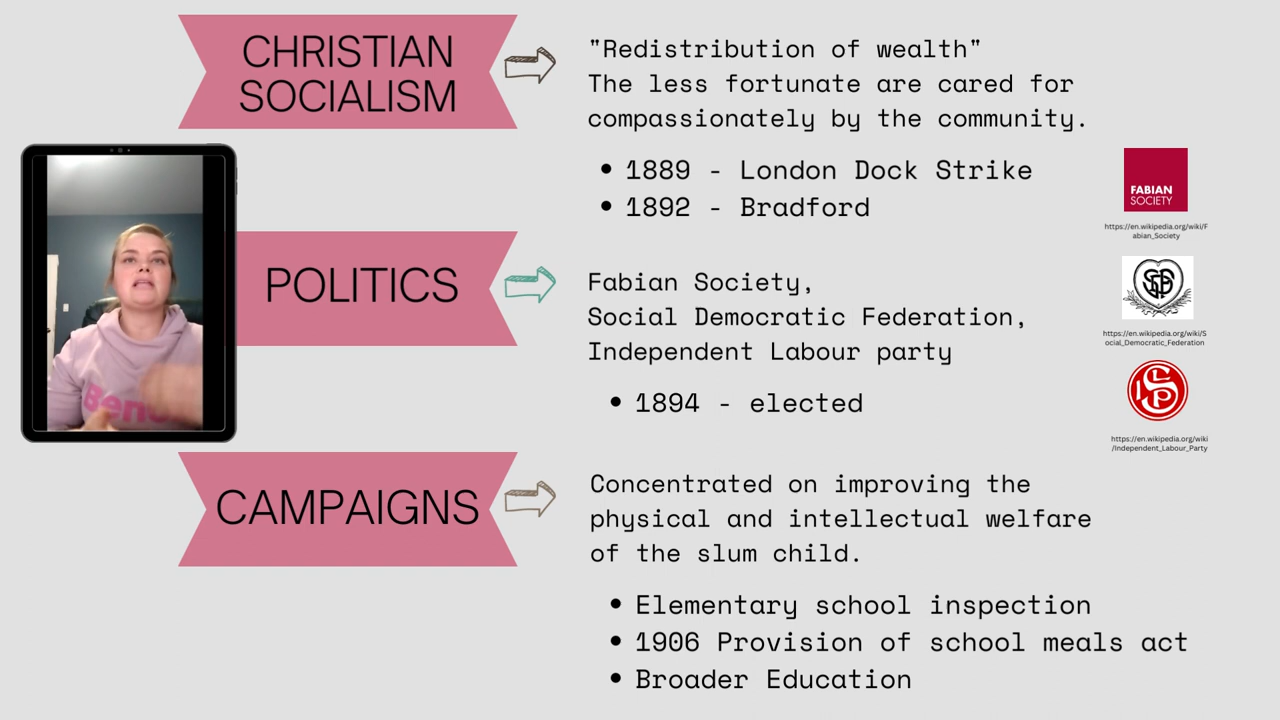 CHRISTIAN
SOCIALISM
"Redistribution of wealth"
The less fortunate are cared for
compassionately by the community.
• 1889 - London Dock Strike
• 1892 - Bradford
FABIAN
SOCIETY
https://en.wikipedia.org/wiki/F
abian_Society
POLITICS
Fabian Society,
Social Democratic Federation,
Independent Labour party
• 1894 - elected
SDF
https://en.wikipedia.org/wiki/S
ocial_Democratic_Federation
ILP
https://en.wikipedia.org/wiki
/Independent_Labour_Party
CAMPAIGNS
Concentrated on improving the
physical and intellectual welfare
of the slum child.
• Elementary school inspection
• 1906 Provision of school meals act
• Broader Education